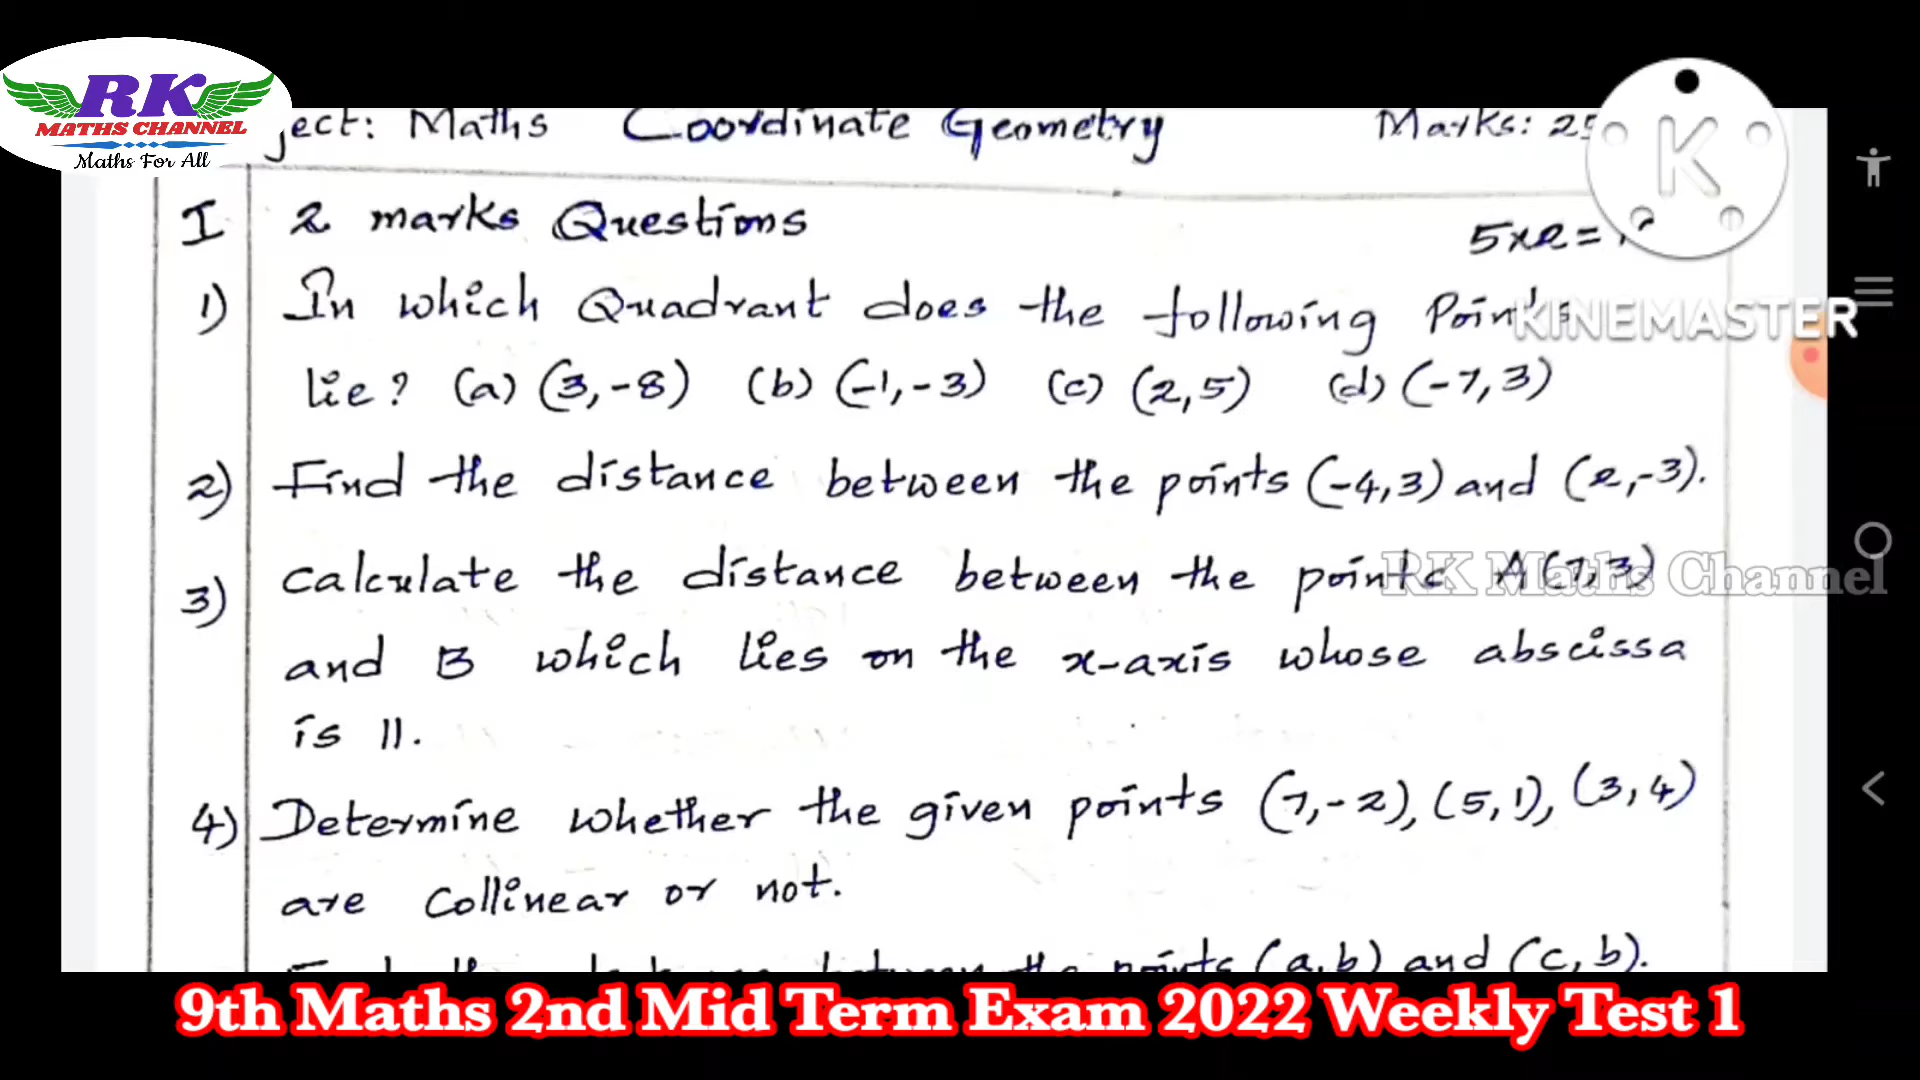 RK
MATHS CHANNEL
Maths For All
ject: Maths Coordinate Geometry Marks: 25
I 2 marks Questions 5x2=
1) In which Quadrant does the following Points
lie? (a) (3,-8) (b) (-1,-3) (c) (2,5) (d) (-7,3)
2) Find the distance between the points (-4,3) and (2,-3).
3) Calculate the distance between the points A(7,3)
and B which lies on the x-axis whose abscissa
is 11.
4) Determine whether the given points (7,-2), (5,1), (3,4)
are Collinear or not.
points (a,b) and (c,b).
K
KINEMASTER
RK Maths Channel
9th Maths 2nd Mid Term Exam 2022 Weekly Test 1